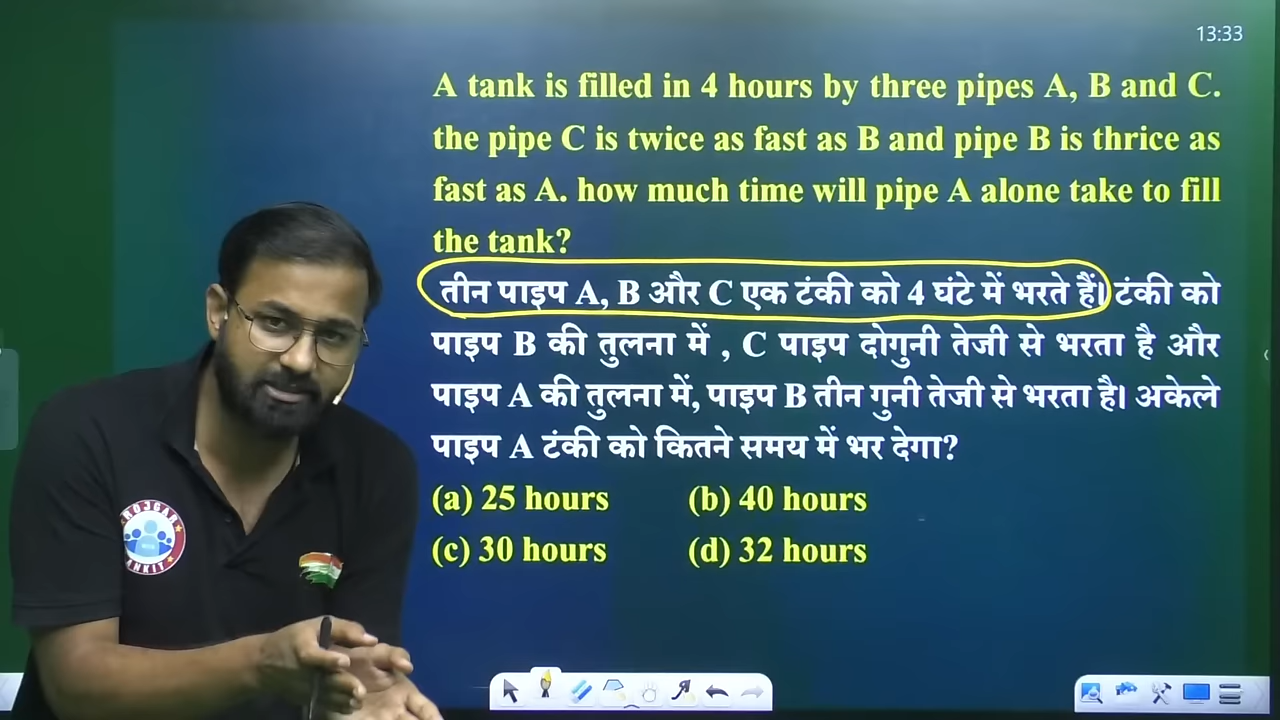 13:33
A tank is filled in 4 hours by three pipes A, B and C.
the pipe C is twice as fast as B and pipe B is thrice as
fast as A. how much time will pipe A alone take to fill
the tank?
तीन पाइप A, B और C एक टंकी को 4 घंटे में भरते हैं। टंकी को
पाइप B की तुलना में , C पाइप दोगुनी तेजी से भरता है और
पाइप A की तुलना में, पाइप B तीन गुनी तेजी से भरता है। अकेले
पाइप A टंकी को कितने समय में भर देगा?
(a) 25 hours (b) 40 hours
(c) 30 hours (d) 32 hours
ROJGAR
ANKIT